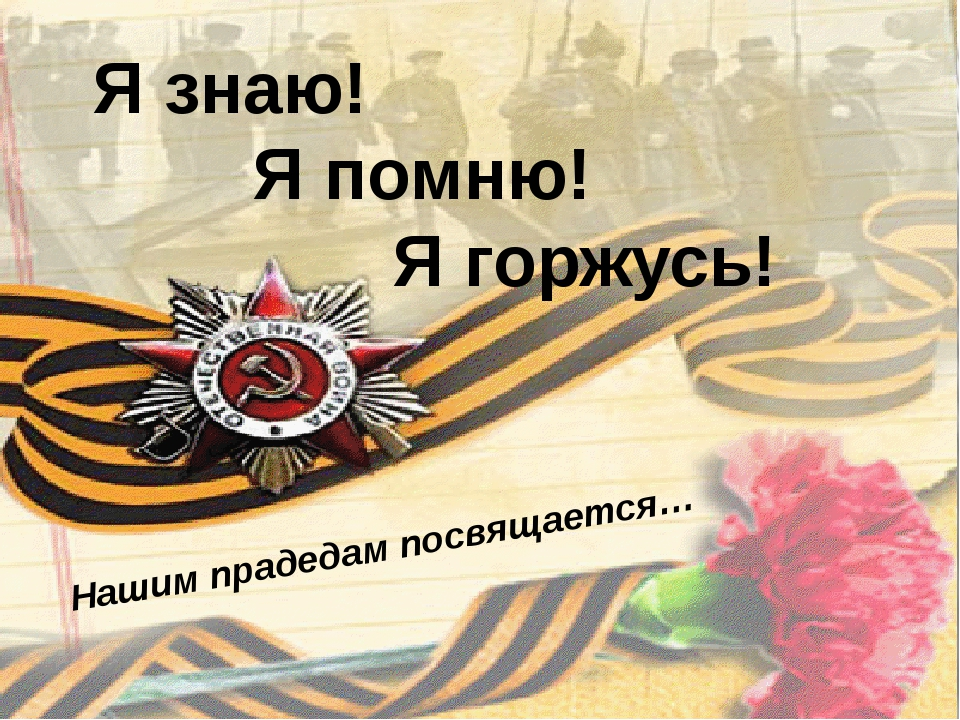 Я знаю!
Я помню!
Я горжусь!
ОТЕЧЕСТВЕННАЯ ВОЙНА
Нашим прадедам посвящается…